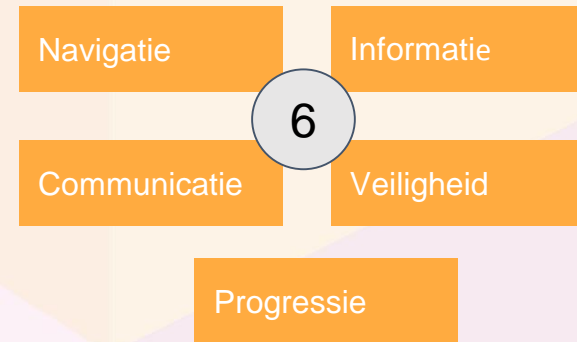 Navigatie
Informatie
6
Communicatie
Veiligheid
Progressie